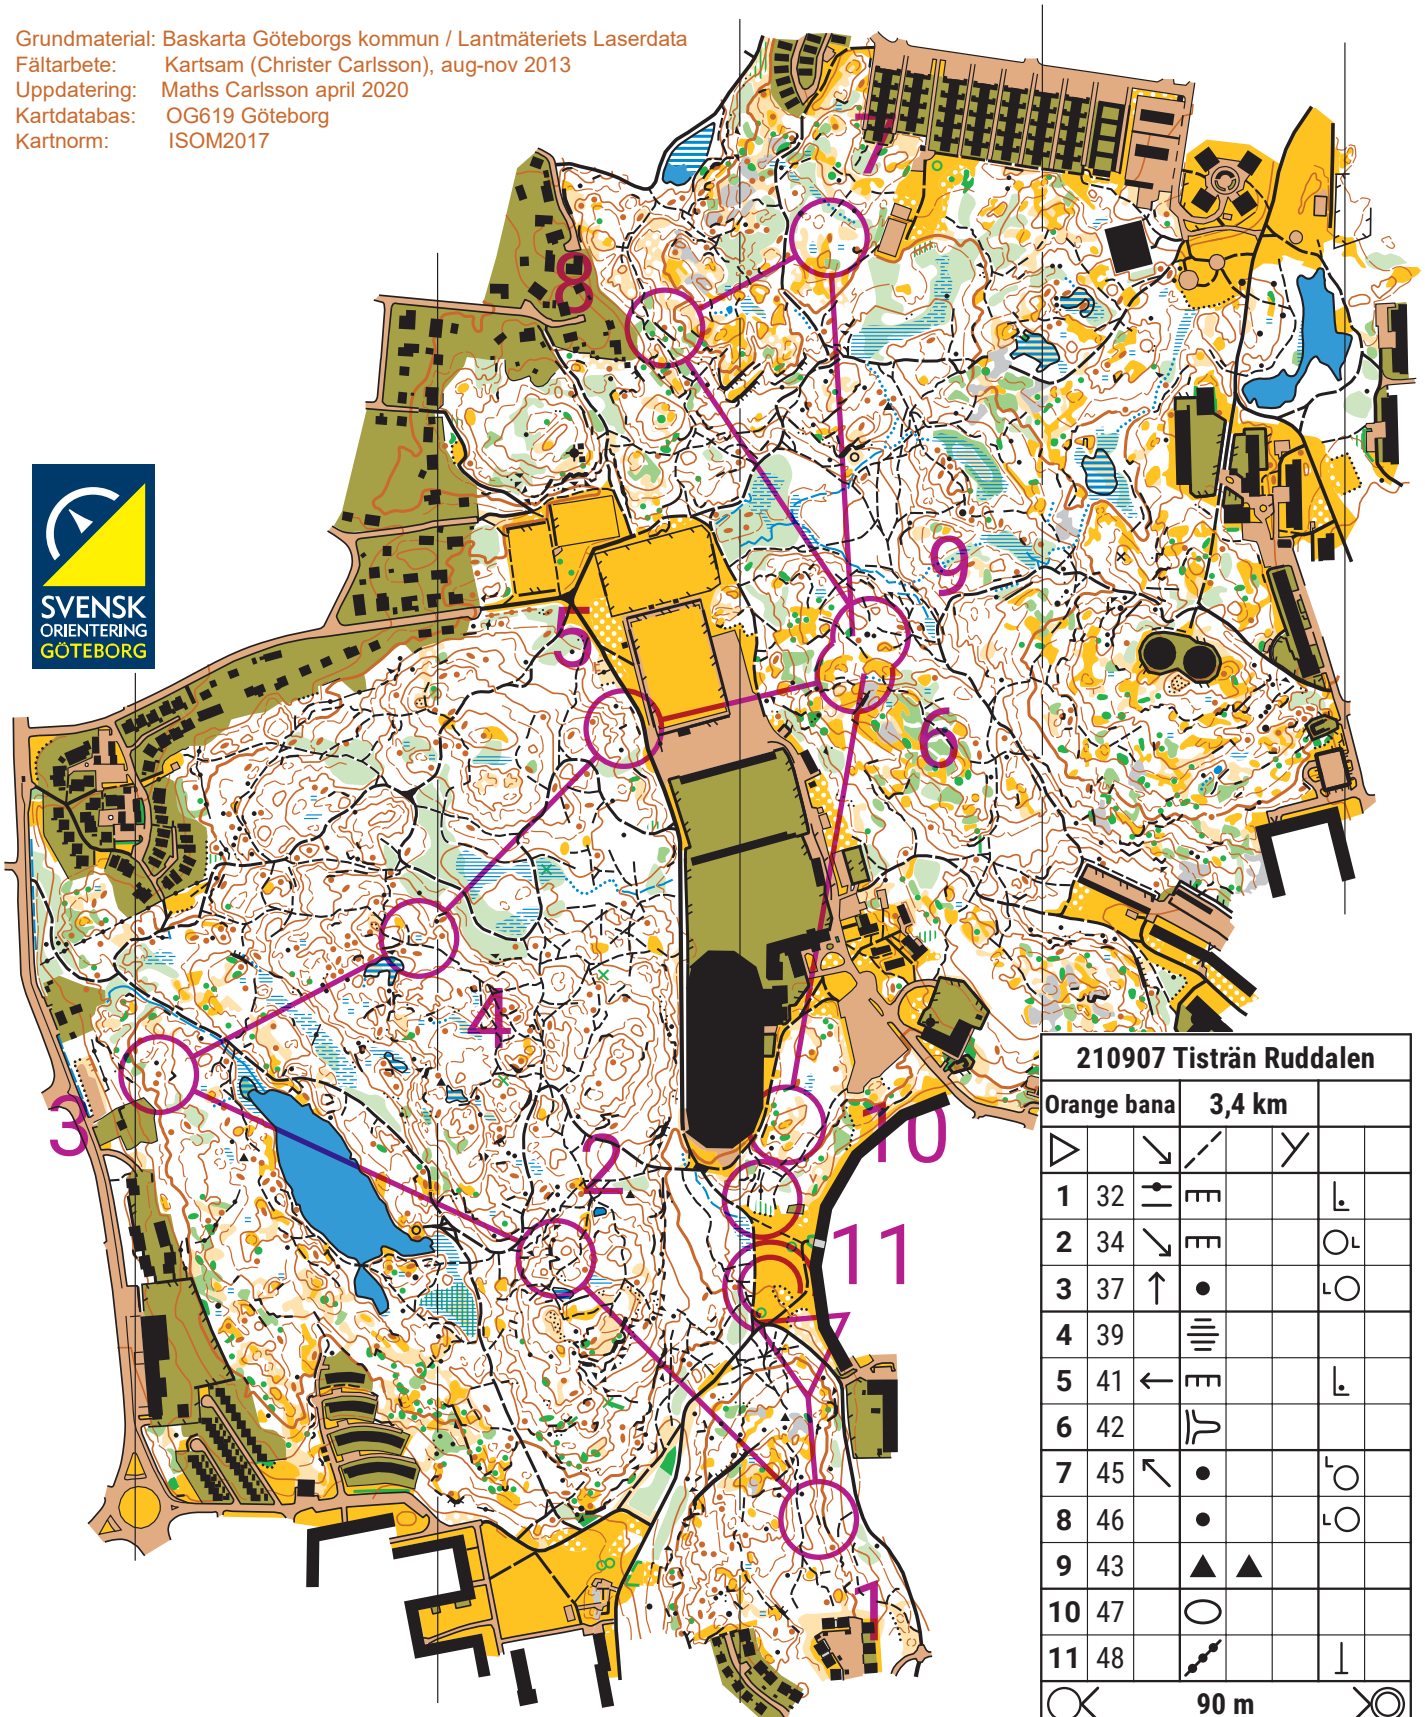 Grundmaterial: Baskarta Göteborgs kommun / Lantmäteriets Laserdata
Fältarbete: Kartsam (Christer Carlsson), aug-nov 2013
Uppdatering: Maths Carlsson april 2020
Kartdatabas: OG619 Göteborg
Kartnorm: ISOM2017
7
8
SVENSK
ORIENTERING
GÖTEBORG
9
5
6
4
3
2
10
11
1
210907 Tisträn Ruddalen
Orange bana 3,4 km
1 32
2 34
3 37
4 39
5 41
6 42
7 45
8 46
9 43
10 47
11 48
90 m